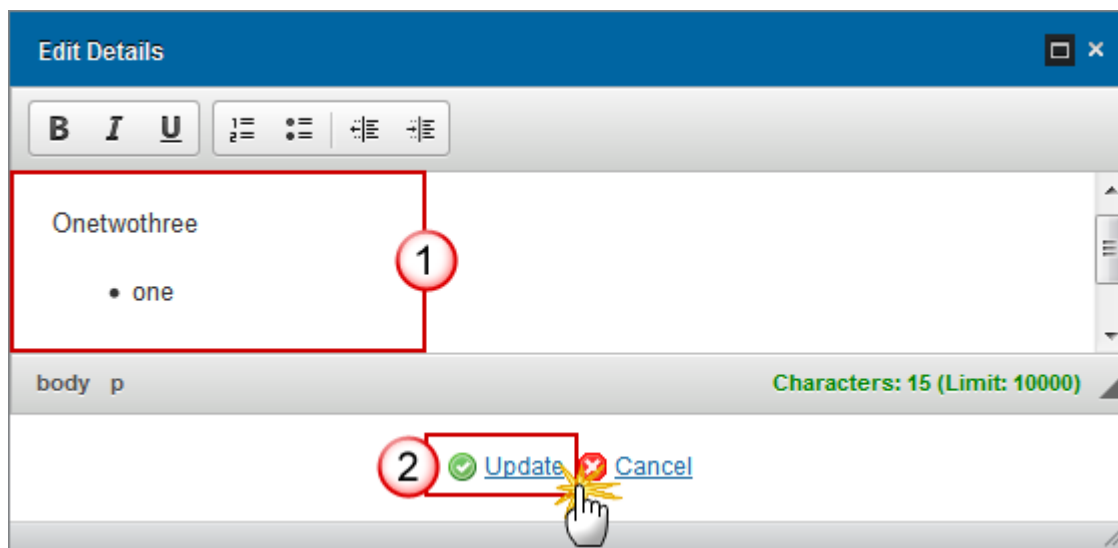 Edit Details
B I U
Onetwothree
1
• one
body p Characters: 15 (Limit: 10000)
2 Update Cancel